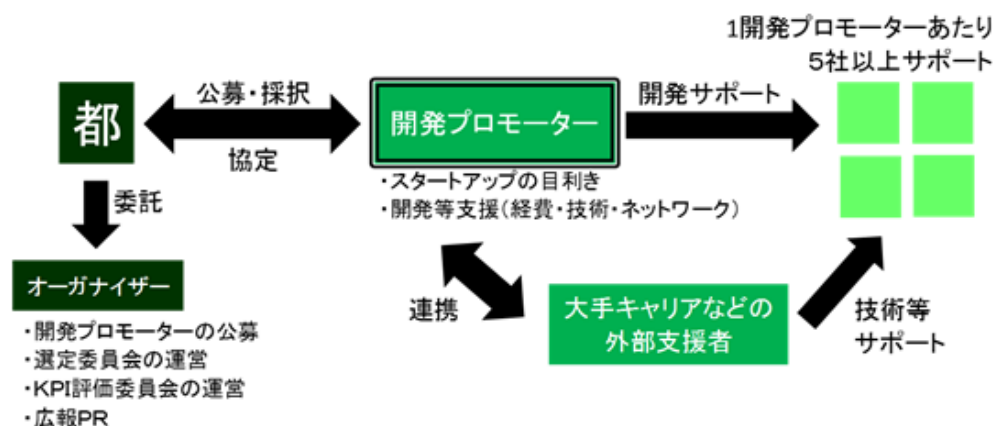 1開発プロモーターあたり
5社以上サポート
都
公募・採択
協定
開発プロモーター
開発サポート
・スタートアップの目利き
・開発等支援(経費・技術・ネットワーク)
委託
オーガナイザー
・開発プロモーターの公募
・選定委員会の運営
・KPI評価委員会の運営
・広報PR
連携
大手キャリアなどの
外部支援者
技術等
サポート